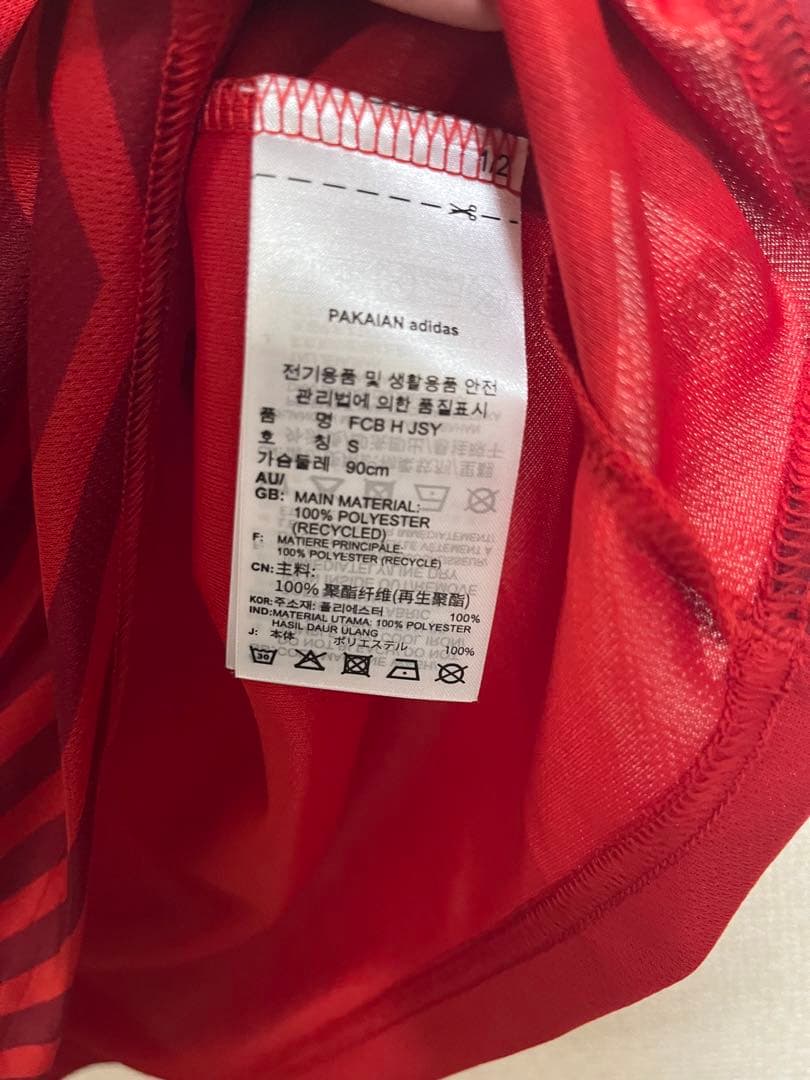 1/2
PAKAIAN adidas
전기용품 및 생활용품 안전
관리법에 의한 품질표시
품 명 FCB H JSY
호 칭 S
가슴둘레 90cm
AU/
GB: MAIN MATERIAL:
100% POLYESTER
(RECYCLED)
F: MATIERE PRINCIPALE:
100% POLYESTER (RECYCLÉ)
CN: 主料:
100% 聚酯纤维(再生聚酯)
KOR: 주소재: 폴리에스터 100%
IND: MATERIAL UTAMA: 100% POLYESTER
HASIL DAUR ULANG
J: 本体 ポリエステル 100%
30